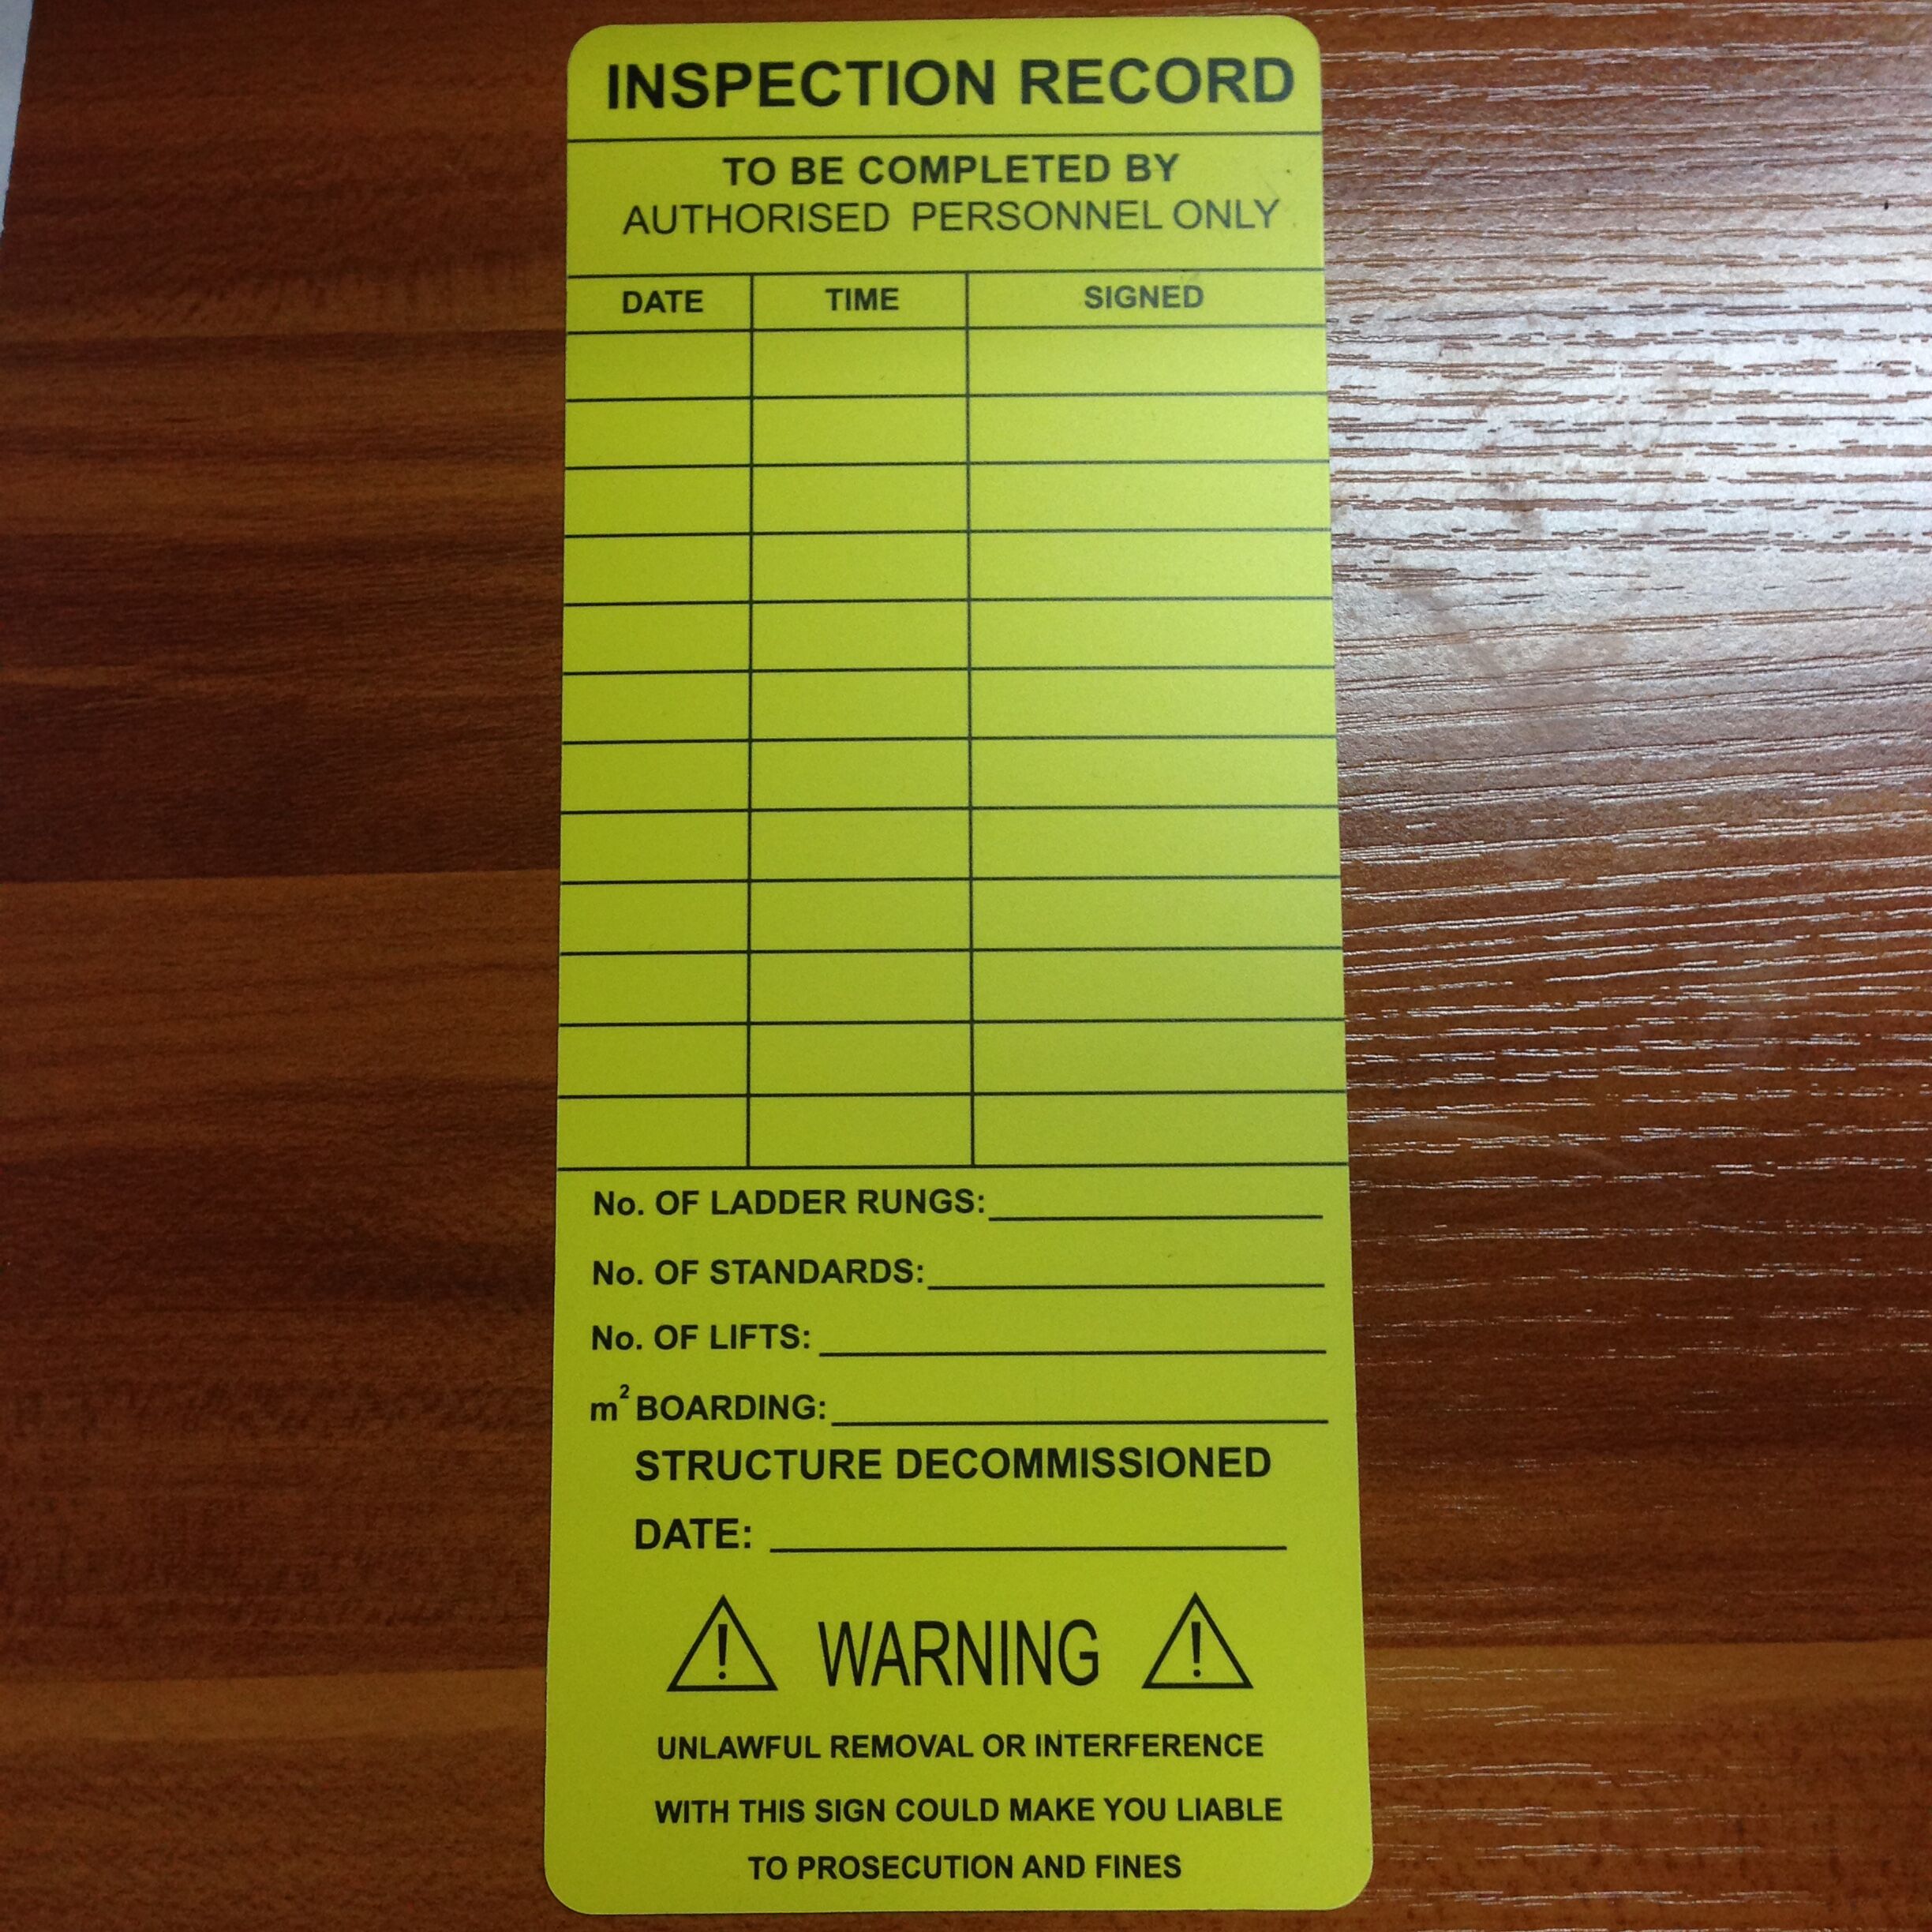 INSPECTION RECORD
TO BE COMPLETED BY
AUTHORISED PERSONNEL ONLY
DATE TIME SIGNED
No. OF LADDER RUNGS:
No. OF STANDARDS:
No. OF LIFTS:
m² BOARDING:
STRUCTURE DECOMMISSIONED
DATE:
! WARNING !
UNLAWFUL REMOVAL OR INTERFERENCE
WITH THIS SIGN COULD MAKE YOU LIABLE
TO PROSECUTION AND FINES